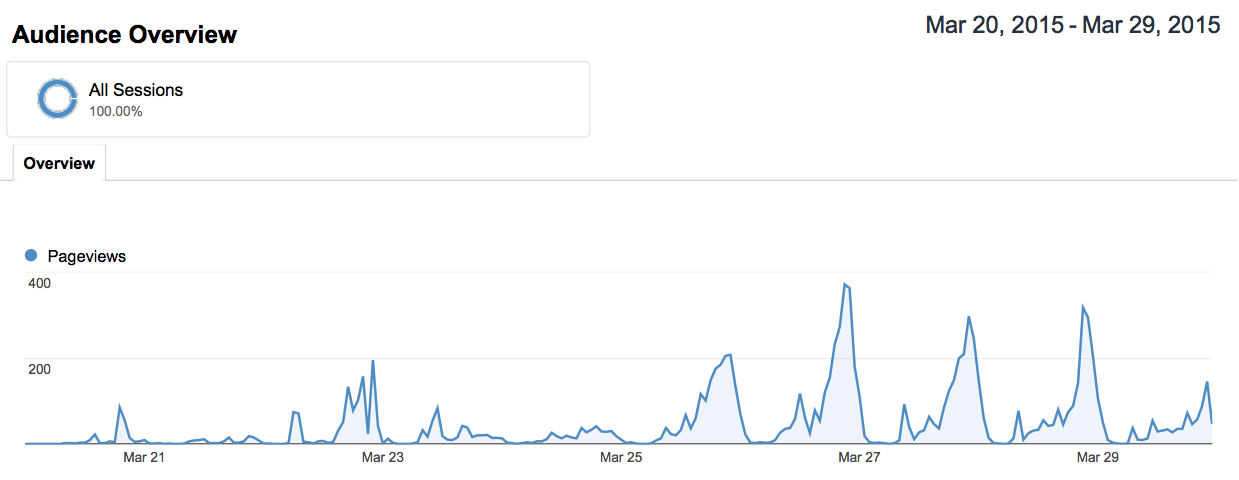 Audience Overview
Mar 20, 2015 - Mar 29, 2015
All Sessions
100.00%
Overview
Pageviews
400
200
Mar 21
Mar 23
Mar 25
Mar 27
Mar 29